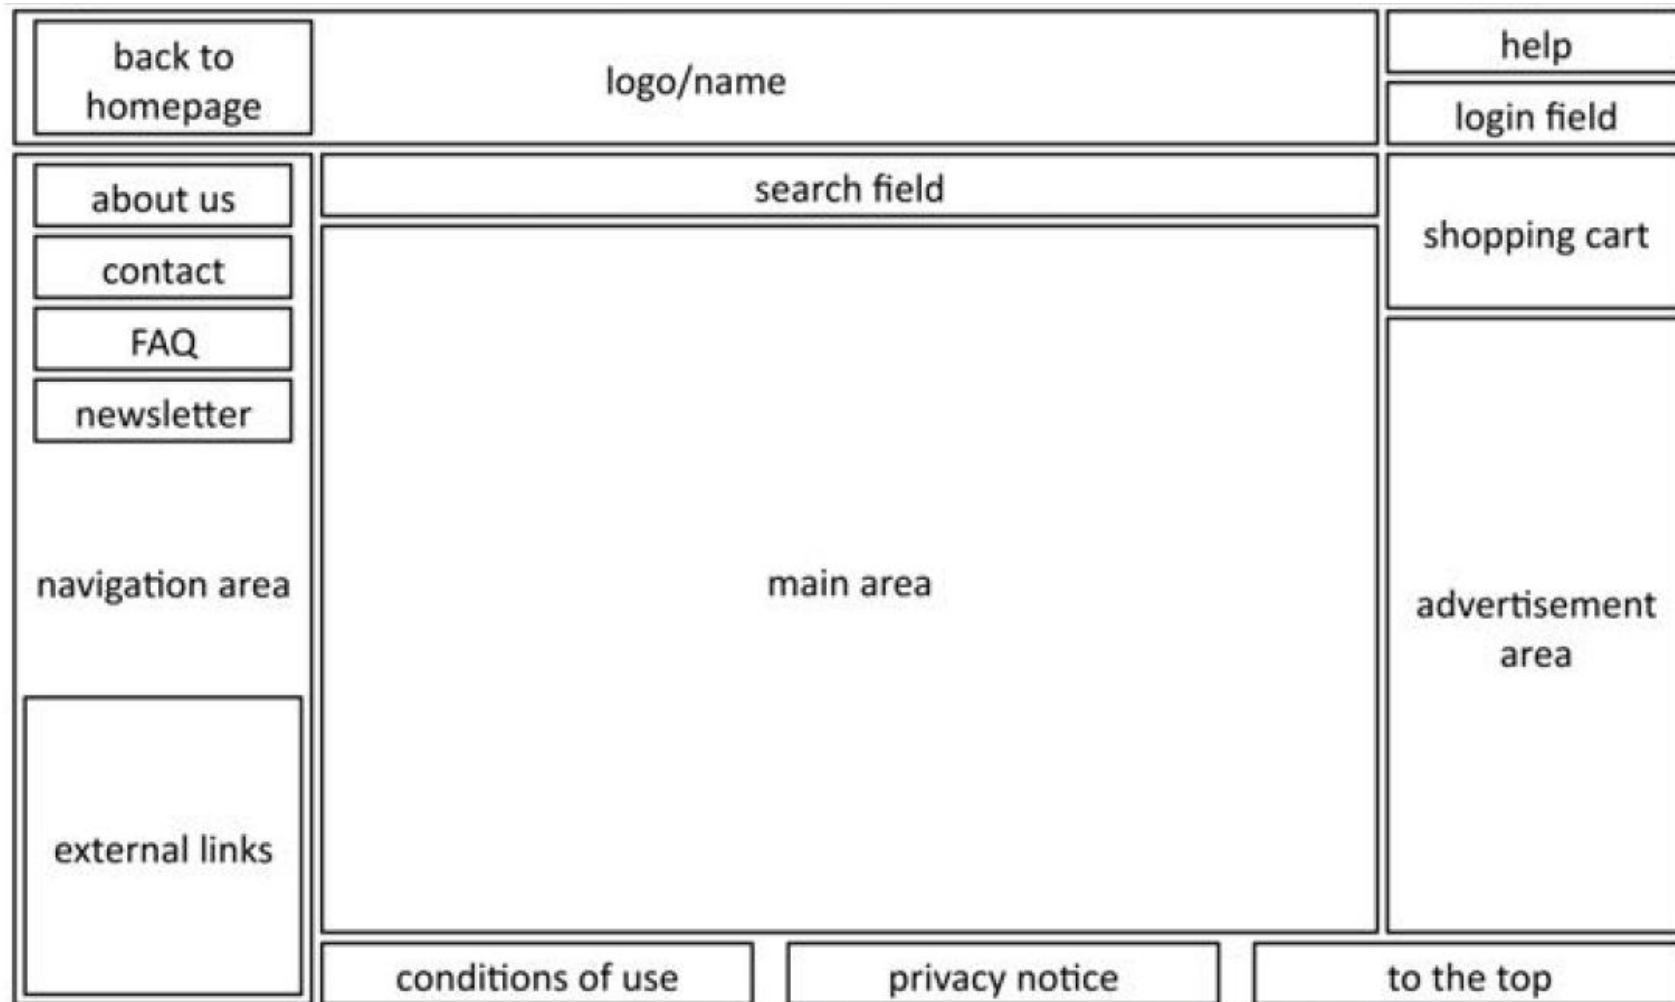 back to
homepage
logo/name
help
login field
about us
contact
FAQ
newsletter
navigation area
external links
search field
main area
shopping cart
advertisement
area
conditions of use
privacy notice
to the top